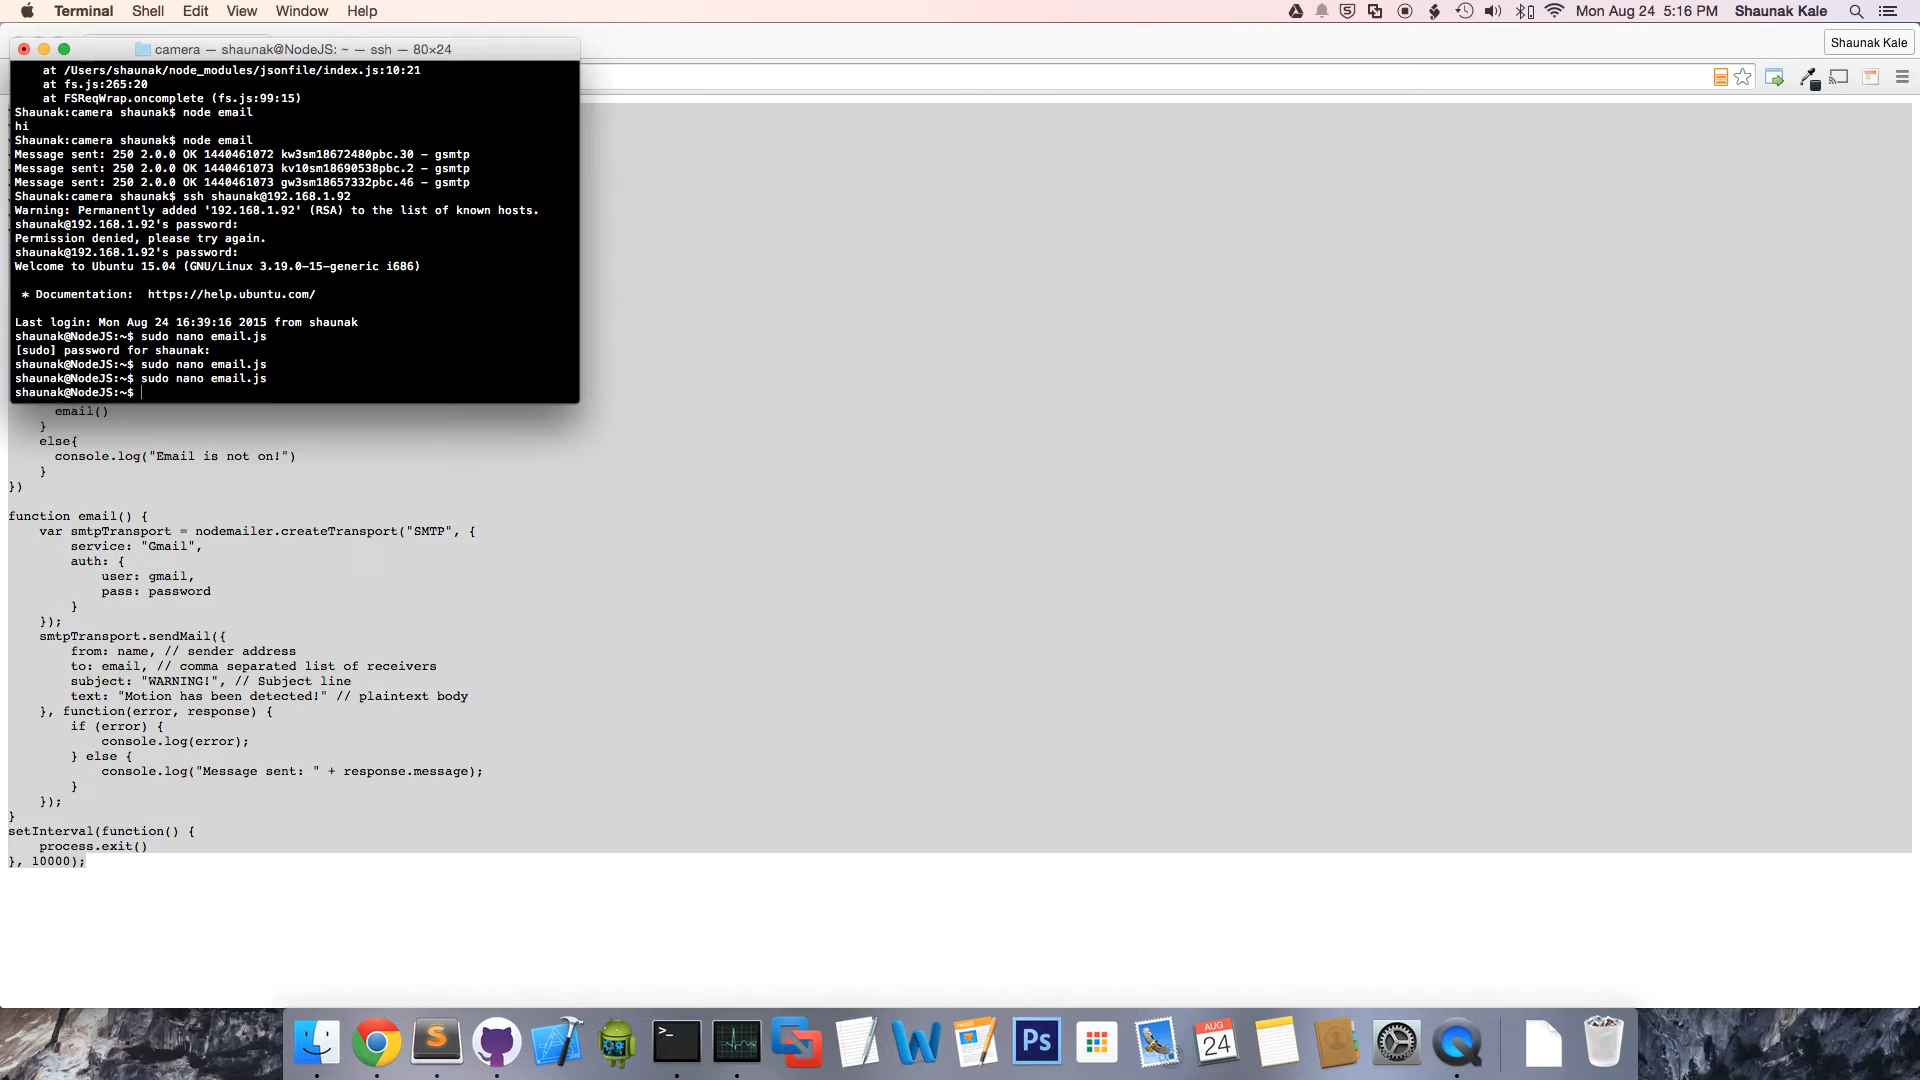 Terminal Shell Edit View Window Help Mon Aug 24 5:16 PM Shaunak Kale
camera — shaunak@NodeJS: ~ — ssh — 80×24
Shaunak Kale
    at /Users/shaunak/node_modules/jsonfile/index.js:10:21
    at fs.js:265:20
    at FSReqWrap.oncomplete (fs.js:99:15)
Shaunak:camera shaunak$ node email
hi
Shaunak:camera shaunak$ node email
Message sent: 250 2.0.0 OK 1440461072 kw3sm18672480pbc.30 - gsmtp
Message sent: 250 2.0.0 OK 1440461073 kv10sm18690538pbc.2 - gsmtp
Message sent: 250 2.0.0 OK 1440461073 gw3sm18657332pbc.46 - gsmtp
Shaunak:camera shaunak$ ssh shaunak@192.168.1.92
Warning: Permanently added '192.168.1.92' (RSA) to the list of known hosts.
shaunak@192.168.1.92's password:
Permission denied, please try again.
shaunak@192.168.1.92's password:
Welcome to Ubuntu 15.04 (GNU/Linux 3.19.0-15-generic i686)
 * Documentation:  https://help.ubuntu.com/
Last login: Mon Aug 24 16:39:16 2015 from shaunak
shaunak@NodeJS:~$ sudo nano email.js
[sudo] password for shaunak:
shaunak@NodeJS:~$ sudo nano email.js
shaunak@NodeJS:~$ sudo nano email.js
shaunak@NodeJS:~$
      email()
    }
    else{
      console.log("Email is not on!")
    }
})
function email() {
    var smtpTransport = nodemailer.createTransport("SMTP", {
        service: "Gmail",
        auth: {
            user: gmail,
            pass: password
        }
    });
    smtpTransport.sendMail({
        from: name, // sender address
        to: email, // comma separated list of receivers
        subject: "WARNING!", // Subject line
        text: "Motion has been detected!" // plaintext body
    }, function(error, response) {
        if (error) {
            console.log(error);
        } else {
            console.log("Message sent: " + response.message);
        }
    });
}
setInterval(function() {
    process.exit()
}, 10000);
S
>_
W
PAGES
Ps
AUG
24